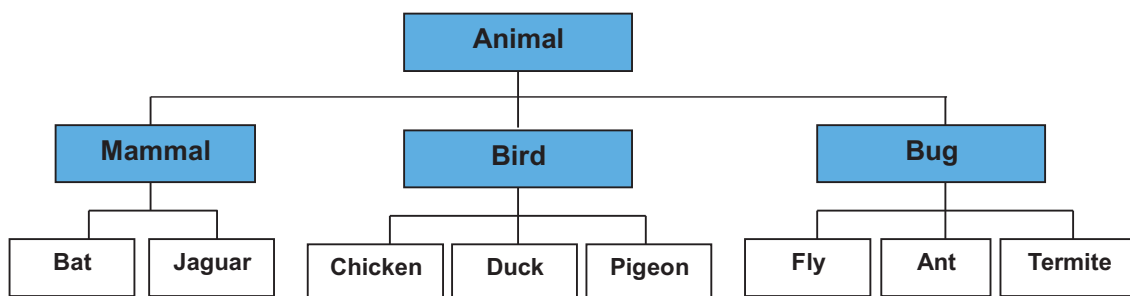 Animal
Mammal
Bird
Bug
Bat
Jaguar
Chicken
Duck
Pigeon
Fly
Ant
Termite